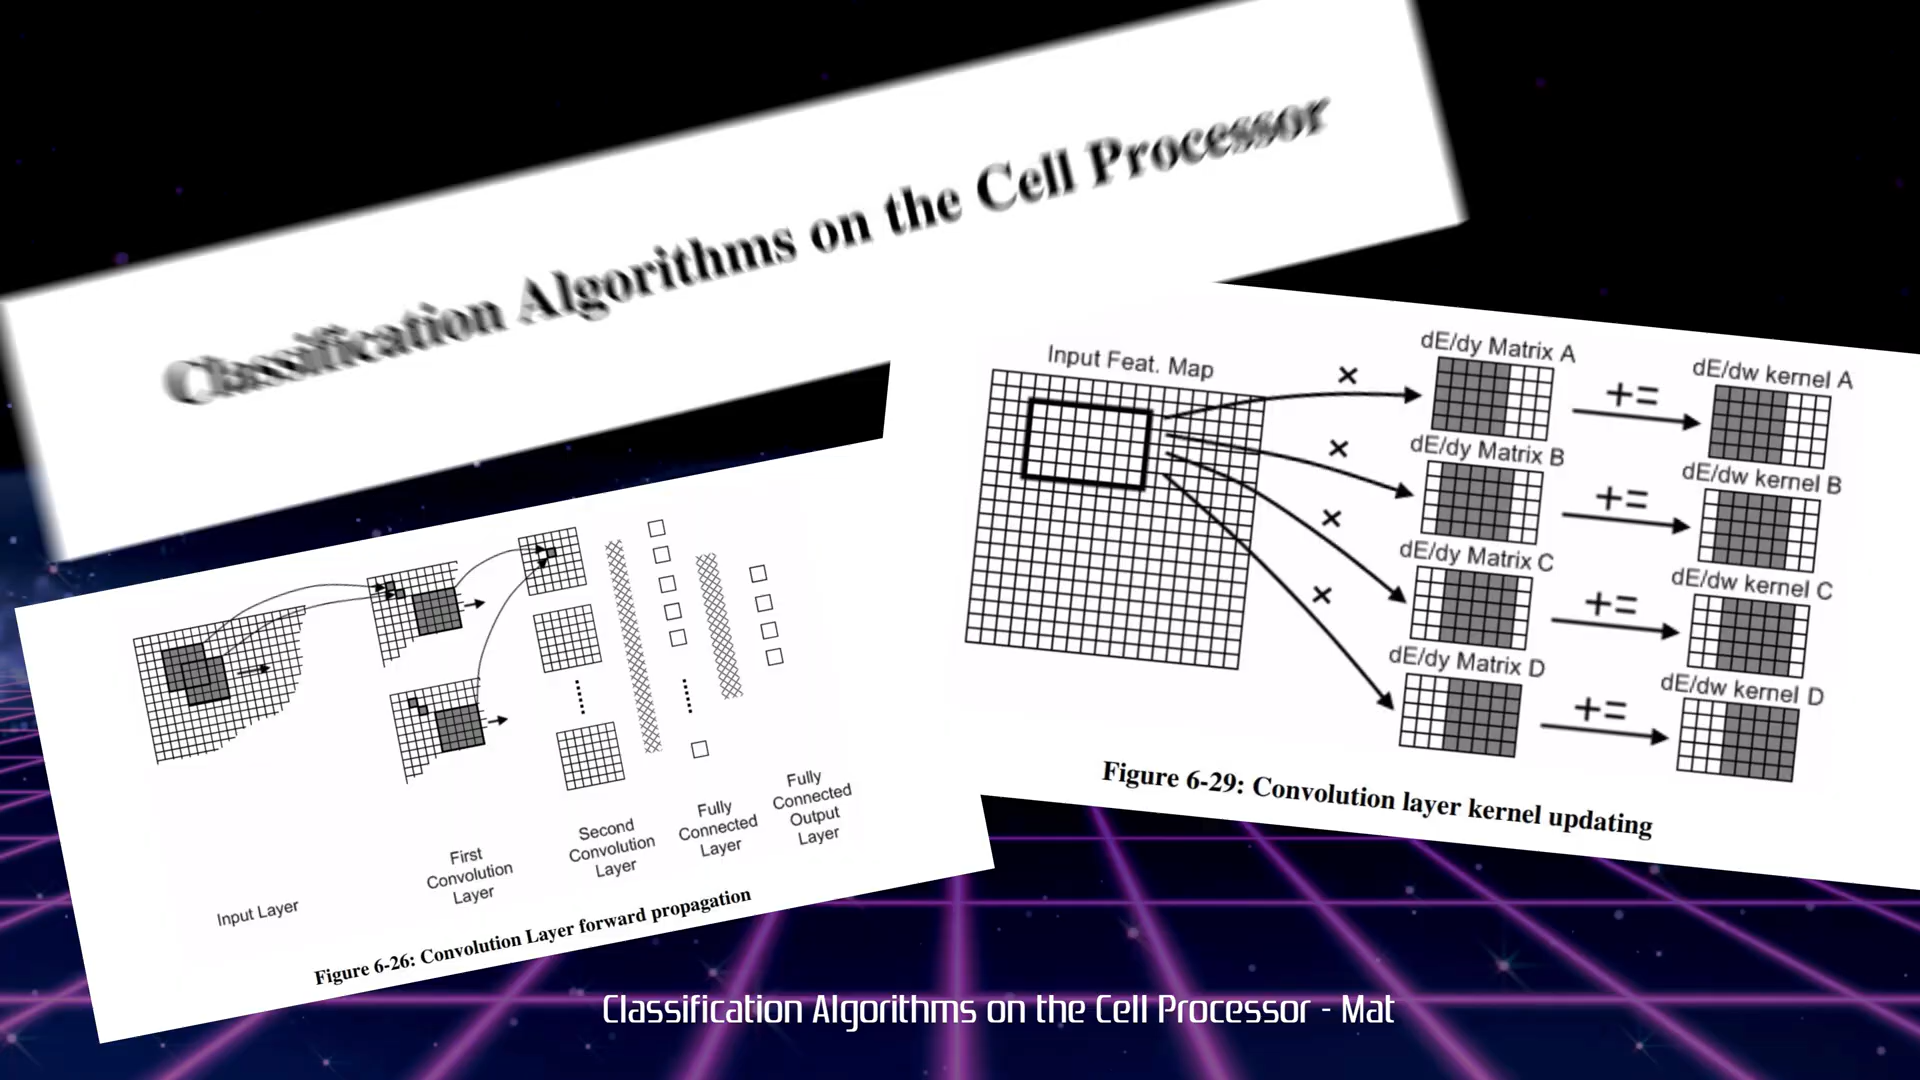 Classification Algorithms on the Cell Processor
Input Feat. Map
×
×
×
×
dE/dy Matrix A
+=
dE/dw kernel A
dE/dy Matrix B
+=
dE/dw kernel B
dE/dy Matrix C
+=
dE/dw kernel C
dE/dy Matrix D
+=
dE/dw kernel D
Figure 6-29: Convolution layer kernel updating
Input Layer
First
Convolution
Layer
Second
Convolution
Layer
Fully
Connected
Layer
Fully
Connected
Output
Layer
Figure 6-26: Convolution Layer forward propagation
Classification Algorithms on the Cell Processor - Mat